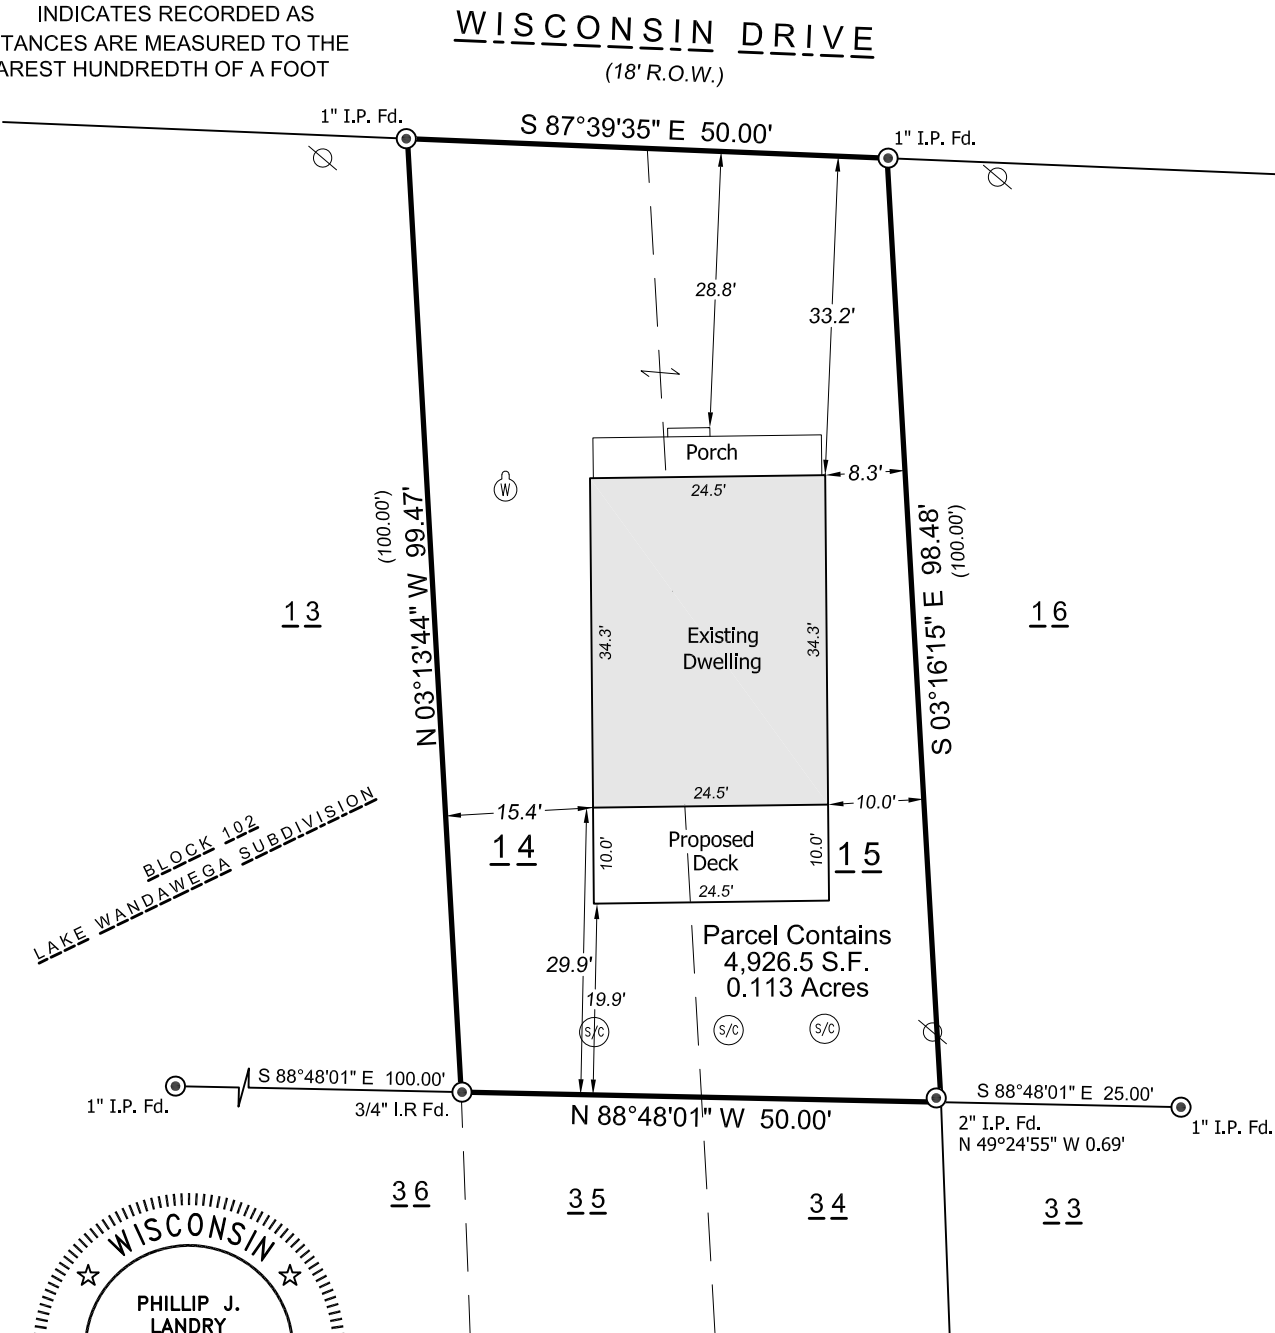 INDICATES RECORDED AS
TANCES ARE MEASURED TO THE
AREST HUNDREDTH OF A FOOT
WISCONSIN DRIVE
(18' R.O.W.)
1" I.P. Fd.
S 87°39'35" E 50.00'
1" I.P. Fd.
28.8'
33.2'
Porch
8.3'
24.5'
W
(100.00')
N 03°13'44" W 99.47'
S 03°16'15" E 98.48'
(100.00')
13
16
34.3'
Existing
Dwelling
34.3'
24.5'
15.4'
10.0'
BLOCK 102
LAKE WANDAWEGA SUBDIVISION
14
10.0'
Proposed
Deck
10.0'
15
24.5'
Parcel Contains
4,926.5 S.F.
0.113 Acres
29.9'
19.9'
S/C
S/C
S/C
S 88°48'01" E 100.00'
S 88°48'01" E 25.00'
1" I.P. Fd.
3/4" I.R Fd.
N 88°48'01" W 50.00'
2" I.P. Fd.
N 49°24'55" W 0.69'
1" I.P. Fd.
36
35
34
33
WISCONSIN
PHILLIP J.
LANDRY